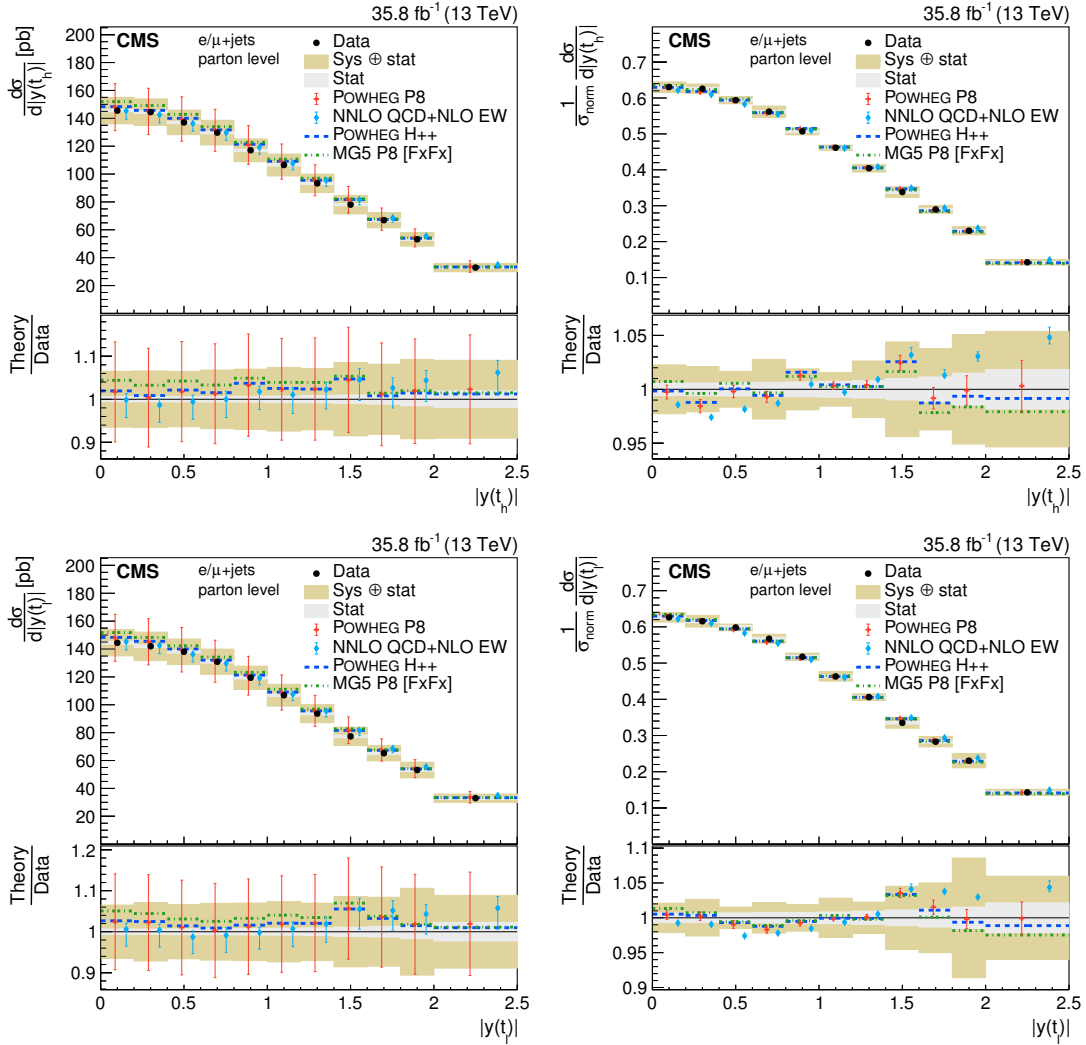 35.8 fb⁻¹ (13 TeV)
dσ/d|y(t_h)| [pb]
CMS
e/μ+jets
parton level
Data
Sys ⊕ stat
Stat
POWHEG P8
NNLO QCD+NLO EW
POWHEG H++
MG5 P8 [FxFx]
200
180
160
140
120
100
80
60
40
20
Theory/Data
1.1
1
0.9
0 0.5 1 1.5 2 2.5
|y(t_h)|
35.8 fb⁻¹ (13 TeV)
1/σ_norm dσ/d|y(t_h)|
CMS
e/μ+jets
parton level
Data
Sys ⊕ stat
Stat
POWHEG P8
NNLO QCD+NLO EW
POWHEG H++
MG5 P8 [FxFx]
0.7
0.6
0.5
0.4
0.3
0.2
0.1
Theory/Data
1.05
1
0.95
0 0.5 1 1.5 2 2.5
|y(t_h)|
35.8 fb⁻¹ (13 TeV)
dσ/d|y(t_l)| [pb]
CMS
e/μ+jets
parton level
Data
Sys ⊕ stat
Stat
POWHEG P8
NNLO QCD+NLO EW
POWHEG H++
MG5 P8 [FxFx]
200
180
160
140
120
100
80
60
40
20
Theory/Data
1.2
1.1
1
0.9
0 0.5 1 1.5 2 2.5
|y(t_l)|
35.8 fb⁻¹ (13 TeV)
1/σ_norm dσ/d|y(t_l)|
CMS
e/μ+jets
parton level
Data
Sys ⊕ stat
Stat
POWHEG P8
NNLO QCD+NLO EW
POWHEG H++
MG5 P8 [FxFx]
0.7
0.6
0.5
0.4
0.3
0.2
0.1
Theory/Data
1.1
1.05
1
0.95
0.9
0 0.5 1 1.5 2 2.5
|y(t_l)|